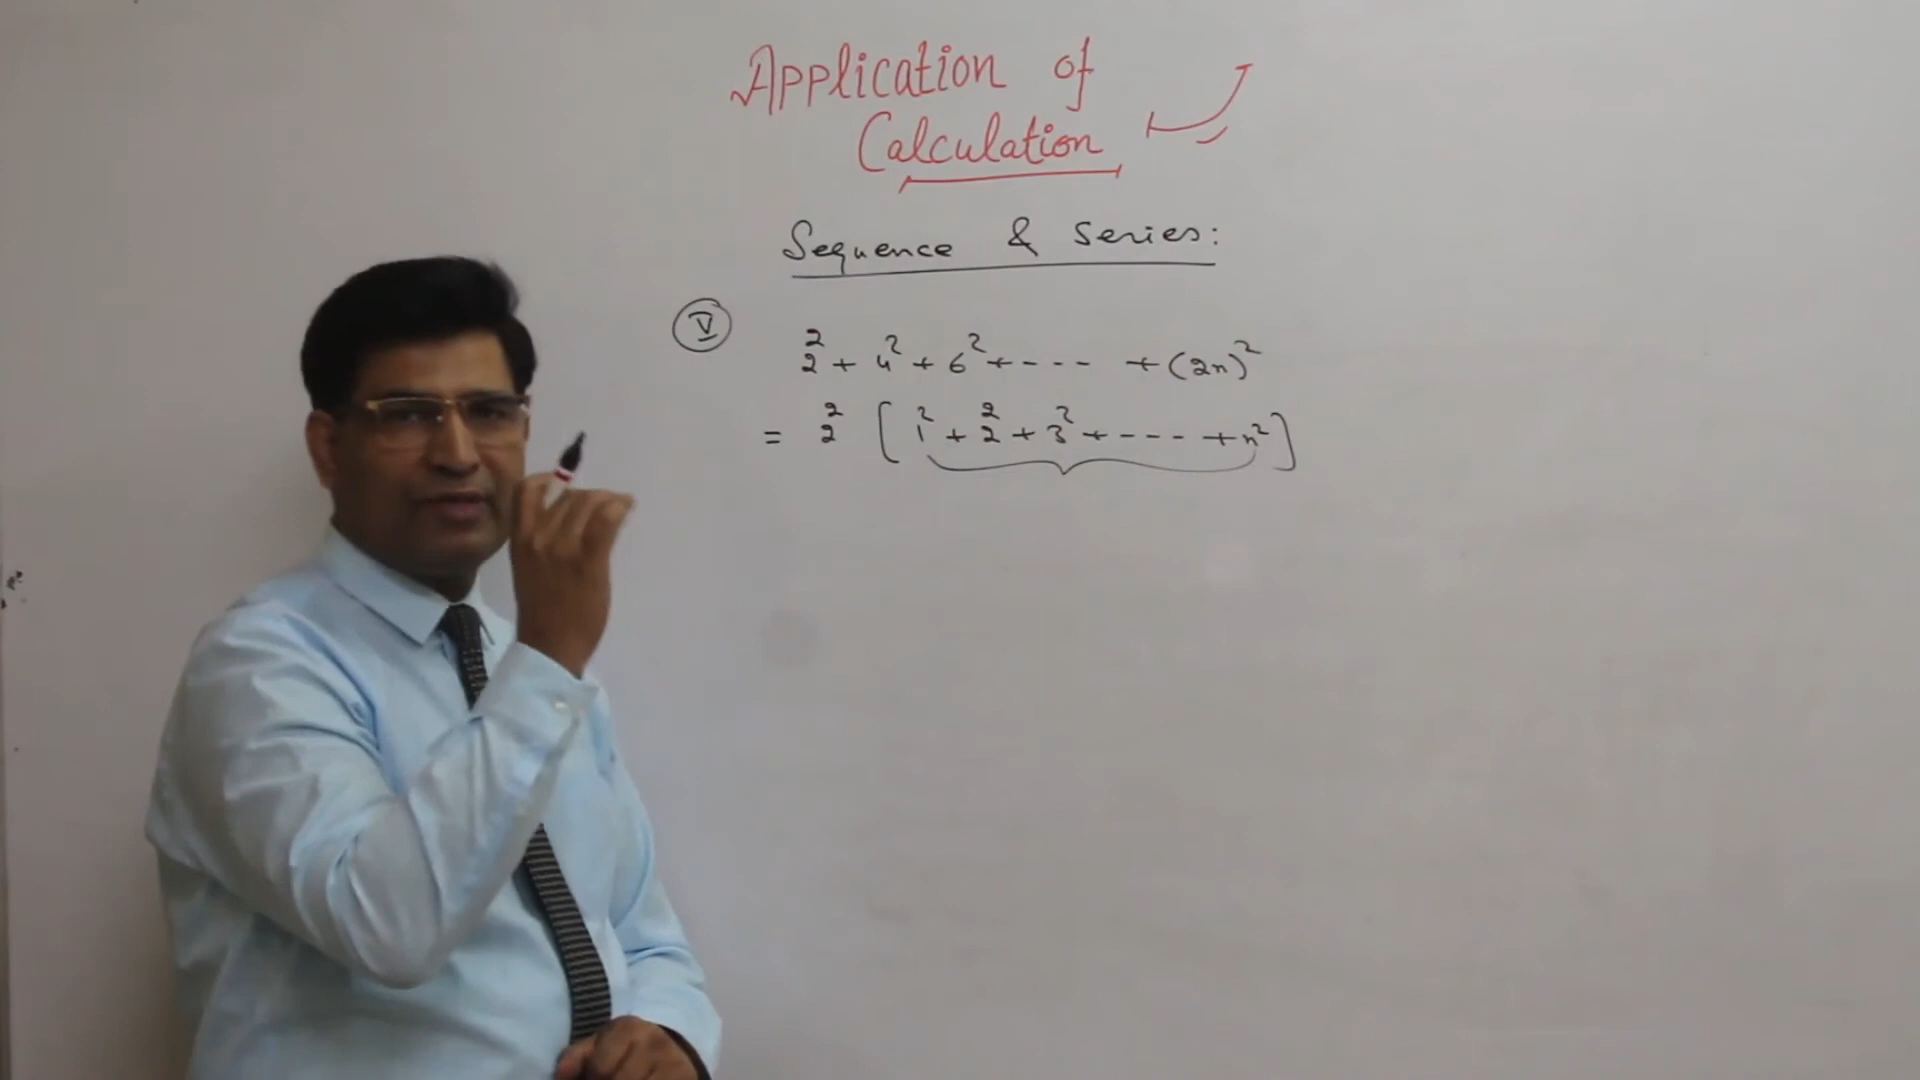 Application of
Calculation
Sequence & Series:
V
2² + 4² + 6² + - - - - + (2n)²
= 2² [1² + 2² + 3² + - - - - + n²]